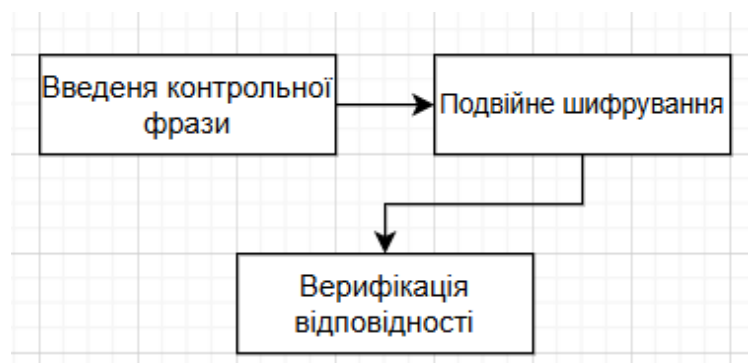 Введеня контрольної
фрази
Подвійне шифрування
Верифікація
відповідності